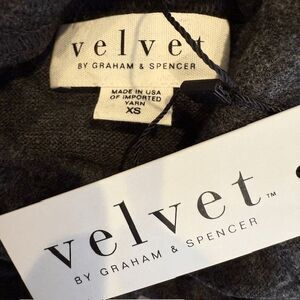 velvet
BY GRAHAM & SPENCER
MADE IN USA
OF IMPORTED
YARN
XS
velvet™
BY GRAHAM & SPENCER